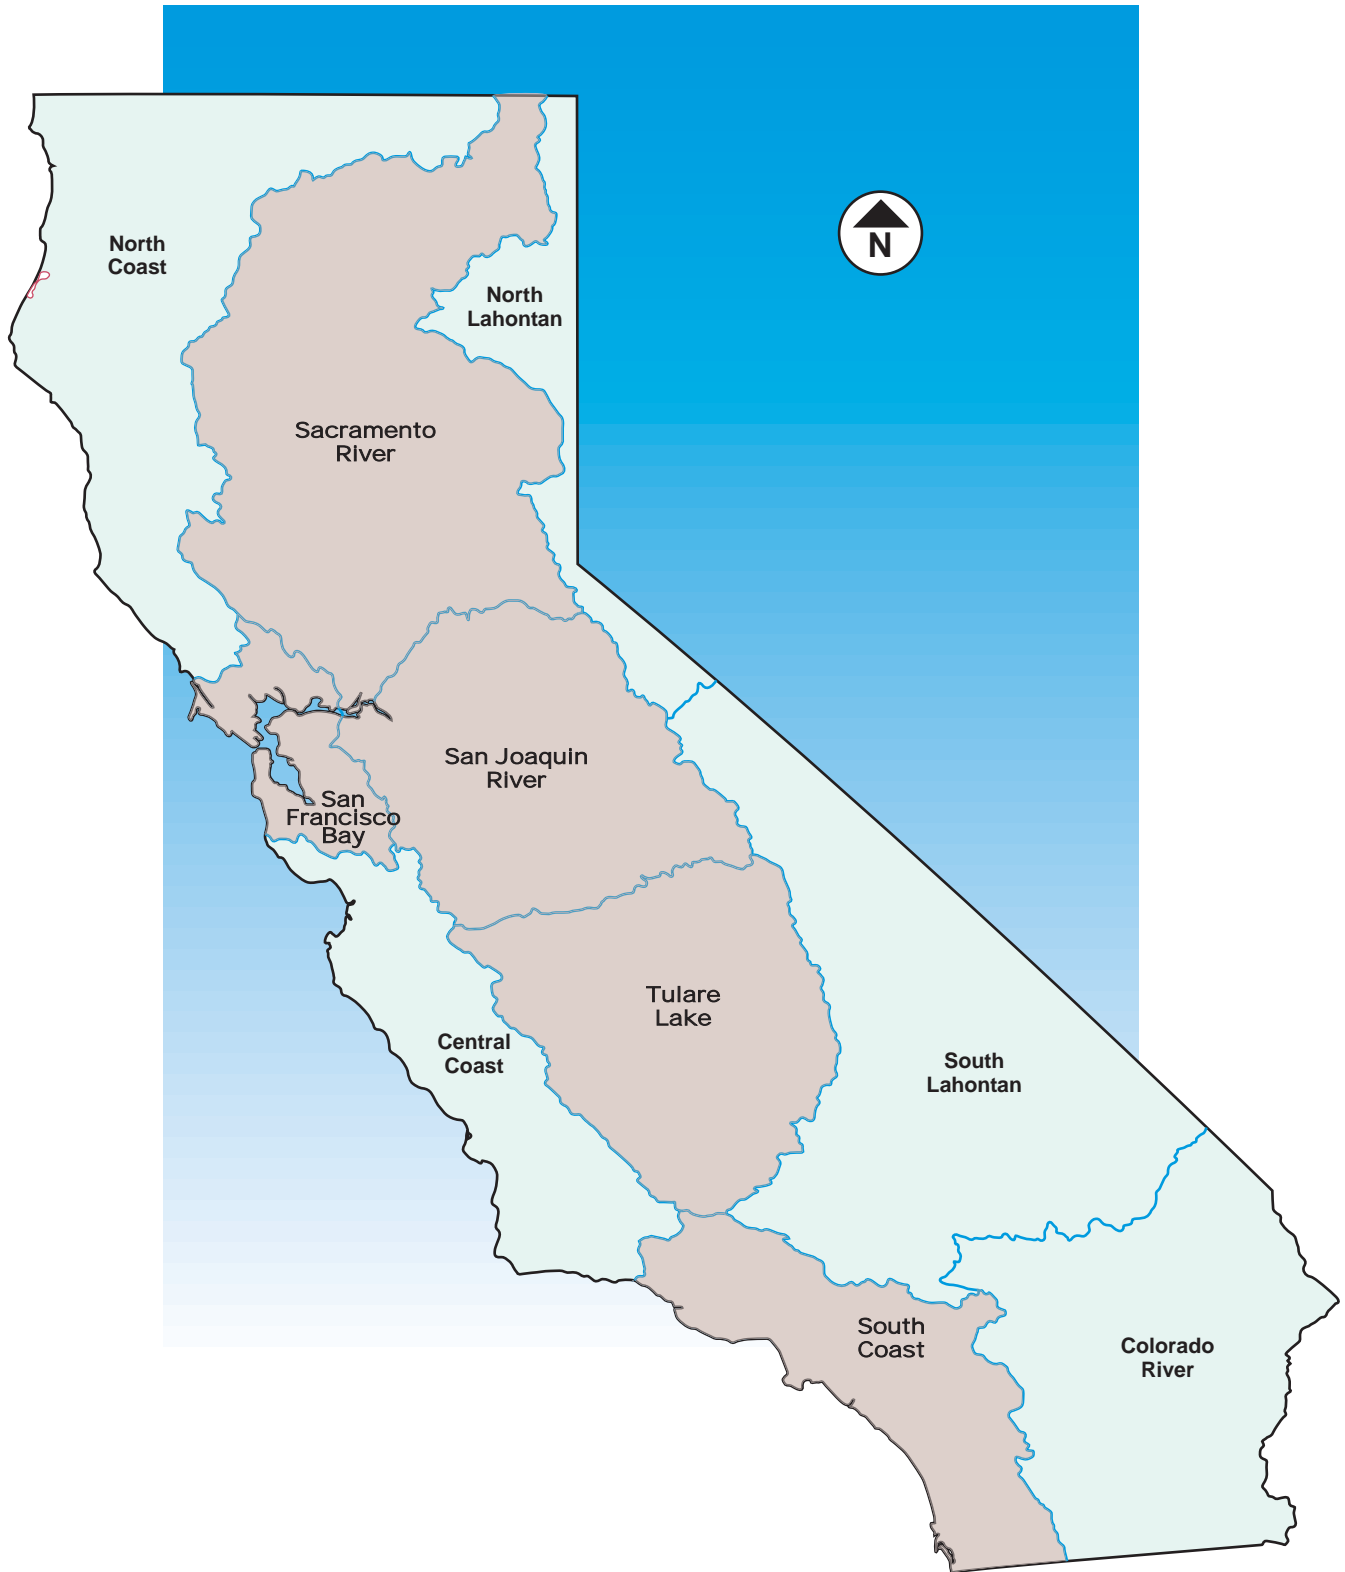 North
Coast
N
North
Lahontan
Sacramento
River
San Joaquin
River
San
Francisco
Bay
Tulare
Lake
Central
Coast
South
Lahontan
South
Coast
Colorado
River